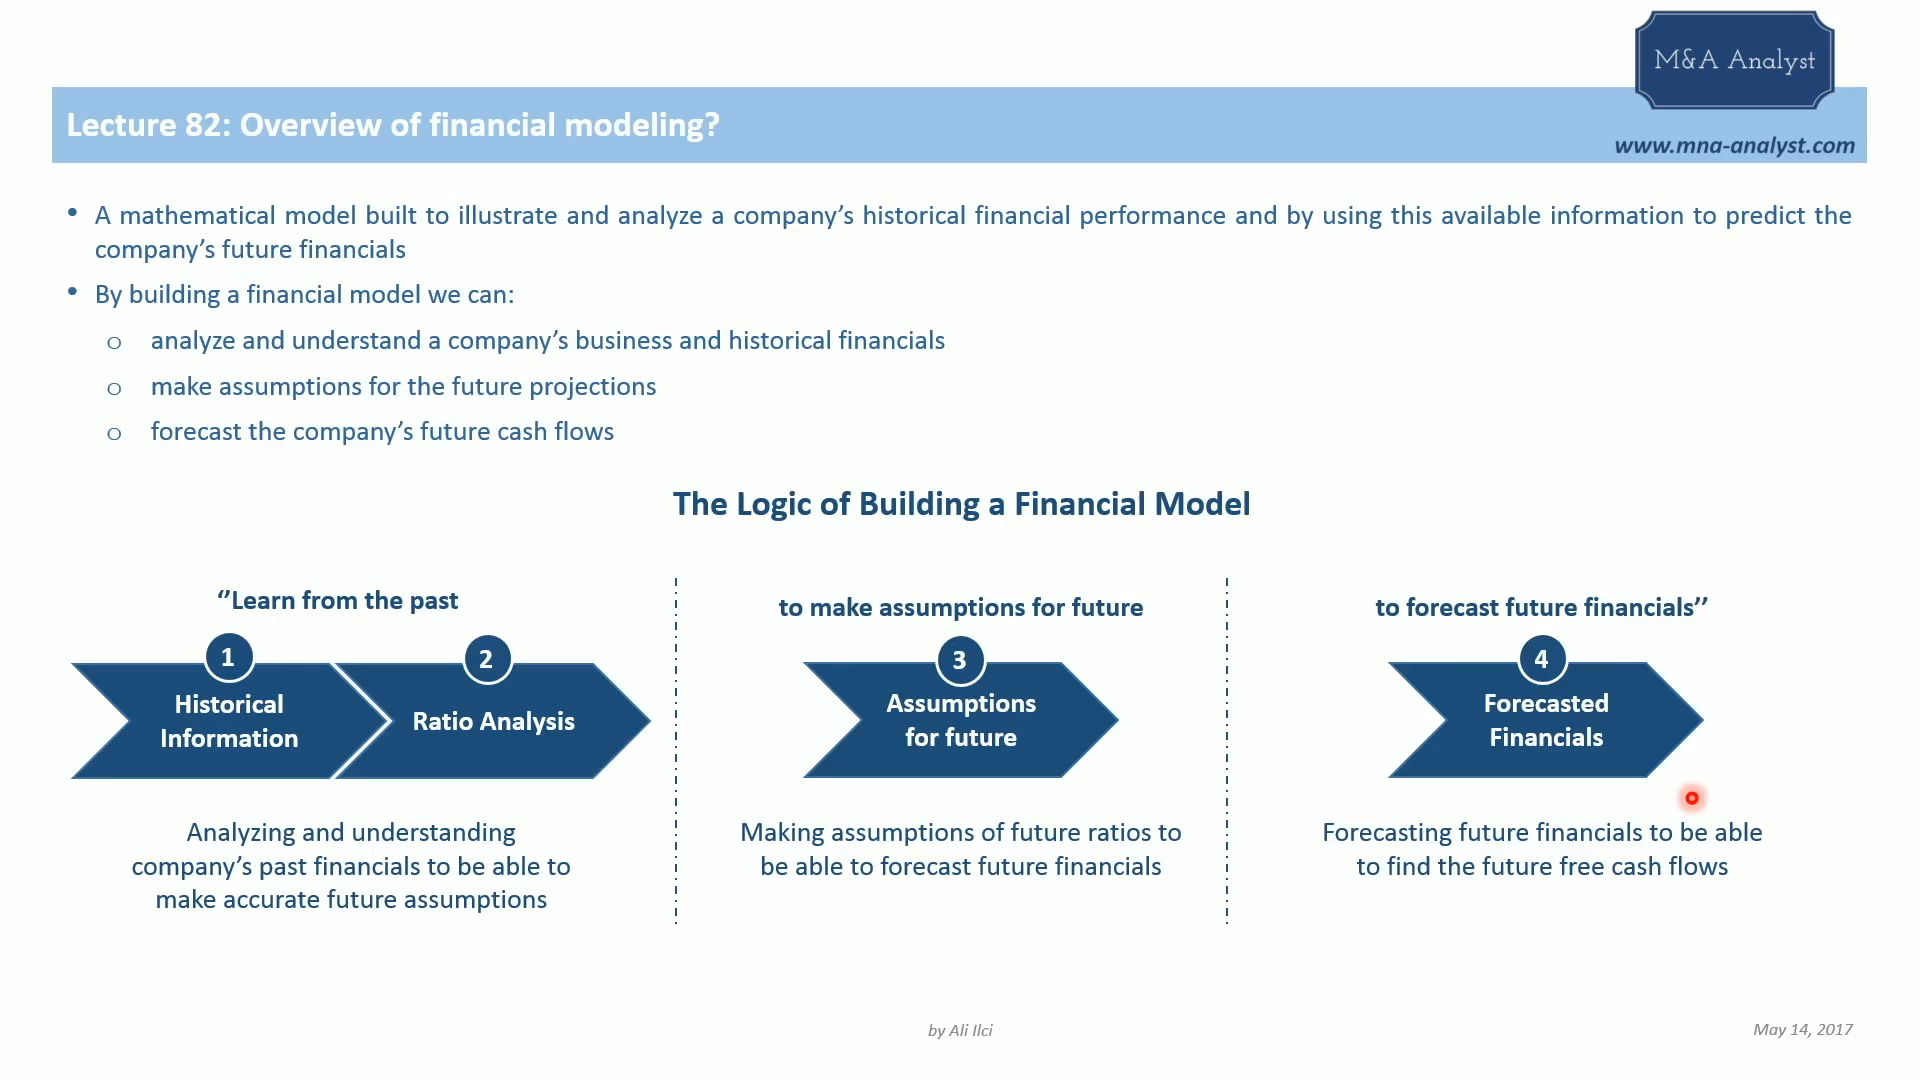 M&A Analyst
Lecture 82: Overview of financial modeling?
www.mna-analyst.com
• A mathematical model built to illustrate and analyze a company’s historical financial performance and by using this available information to predict the
company’s future financials
• By building a financial model we can:
o analyze and understand a company’s business and historical financials
o make assumptions for the future projections
o forecast the company’s future cash flows
The Logic of Building a Financial Model
‘’Learn from the past
1
Historical
Information
2
Ratio Analysis
Analyzing and understanding
company’s past financials to be able to
make accurate future assumptions
to make assumptions for future
3
Assumptions
for future
Making assumptions of future ratios to
be able to forecast future financials
to forecast future financials’’
4
Forecasted
Financials
Forecasting future financials to be able
to find the future free cash flows
by Ali Ilci
May 14, 2017